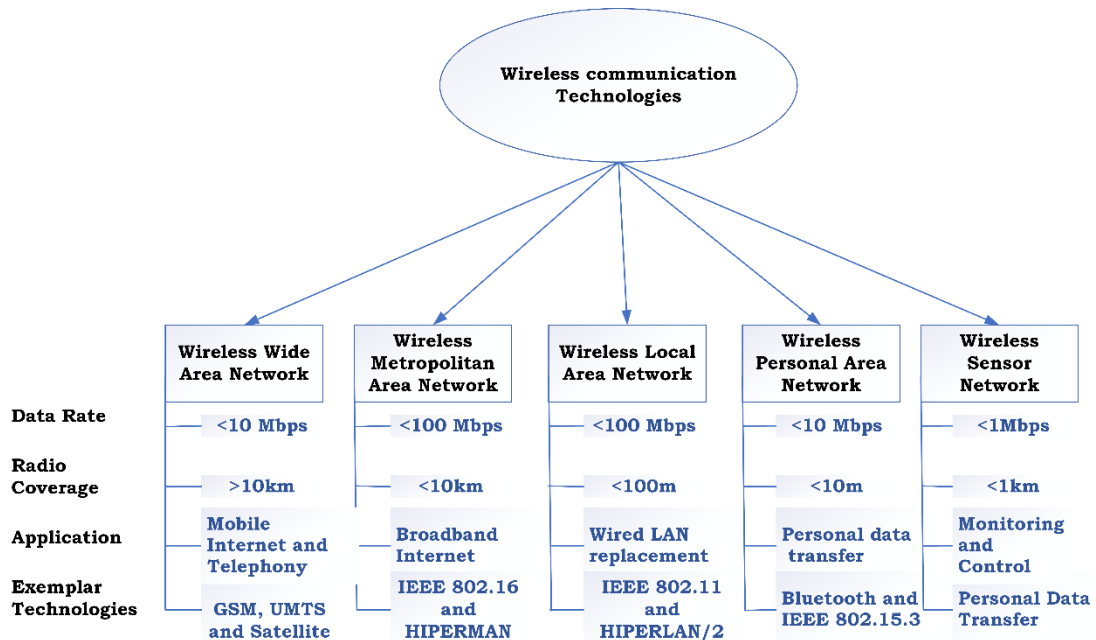 Wireless communication
Technologies
Wireless Wide
Area Network
Wireless
Metropolitan
Area Network
Wireless Local
Area Network
Wireless
Personal Area
Network
Wireless
Sensor
Network
Data Rate
<10 Mbps
<100 Mbps
<100 Mbps
<10 Mbps
<1Mbps
Radio
Coverage
>10km
<10km
<100m
<10m
<1km
Application
Mobile
Internet and
Telephony
Broadband
Internet
Wired LAN
replacement
Personal data
transfer
Monitoring
and
Control
Exemplar
Technologies
GSM, UMTS
and Satellite
IEEE 802.16
and
HIPERMAN
IEEE 802.11
and
HIPERLAN/2
Bluetooth and
IEEE 802.15.3
Personal Data
Transfer